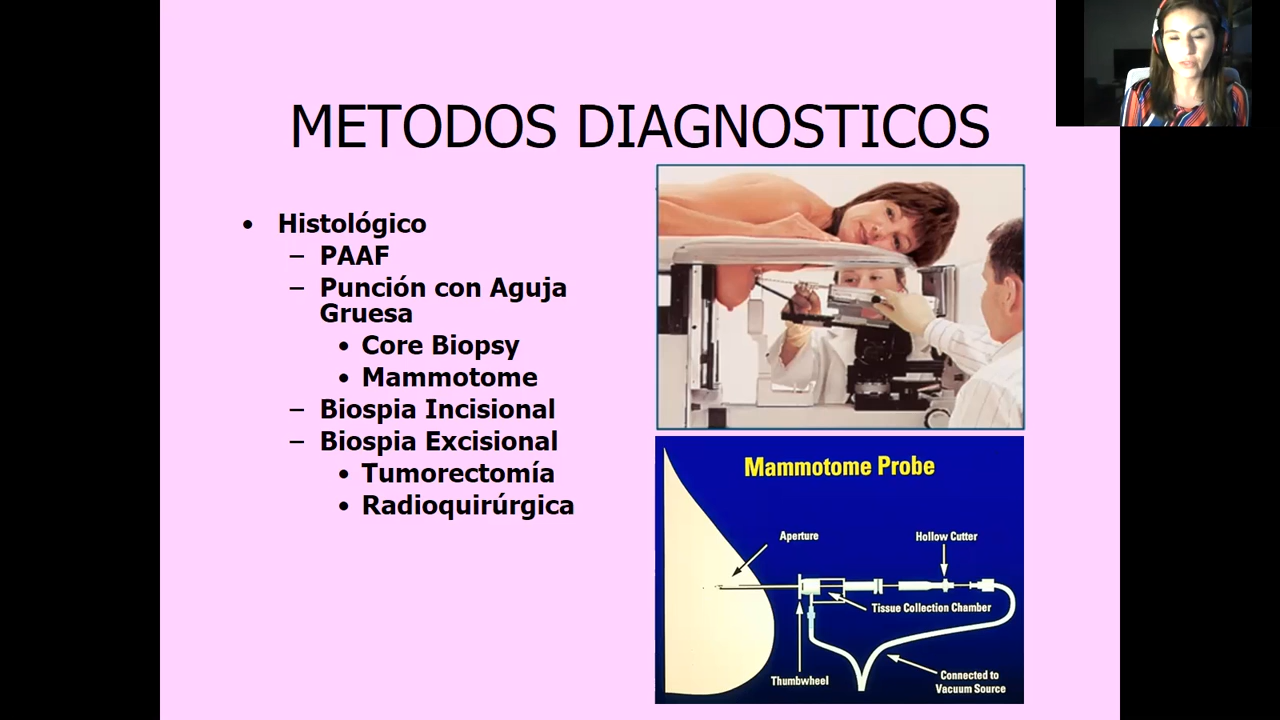 METODOS DIAGNOSTICOS
• Histológico
– PAAF
– Punción con Aguja
Gruesa
• Core Biopsy
• Mammotome
– Biospia Incisional
– Biospia Excisional
• Tumorectomía
• Radioquirúrgica
Mammotome Probe
Aperture
Hollow Cutter
Tissue Collection Chamber
Thumbwheel
Connected to
Vacuum Source